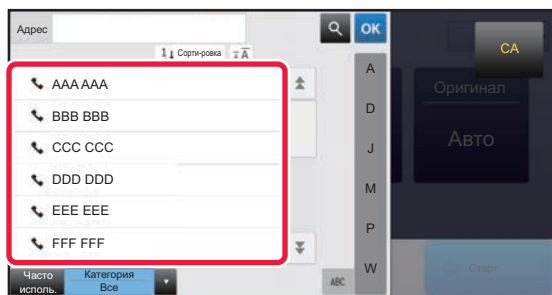 Адрес
OK
CA
1 Сорти-ровка
A
AAA AAA
BBB BBB
CCC CCC
DDD DDD
EEE EEE
FFF FFF
A
D
J
M
P
W
Оригинал
Авто
Часто исполь.
Категория
Все
ABC
Старт